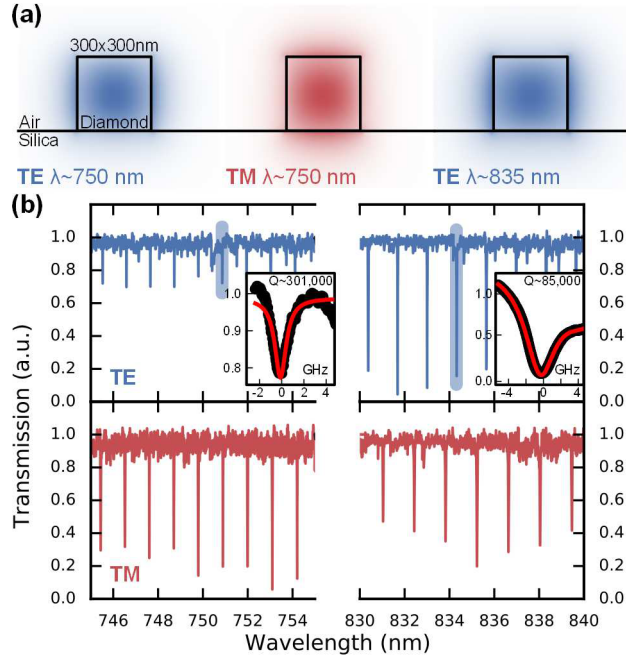 (a)
300x300nm
Air
Diamond
Silica
TE λ~750 nm
TM λ~750 nm
TE λ~835 nm
(b)
1.0
0.8
0.6
0.4
0.2
0.0
TE
Q~301,000
1.0
0.9
0.8
GHz
-2 0 2 4
Q~85,000
1.0
0.5
0.0
GHz
-4 0 4
1.0
0.8
0.6
0.4
0.2
0.0
1.0
0.8
0.6
0.4
0.2
0.0
TM
1.0
0.8
0.6
0.4
0.2
0.0
Transmission (a.u.)
746 748 750 752 754
830 832 834 836 838 840
Wavelength (nm)